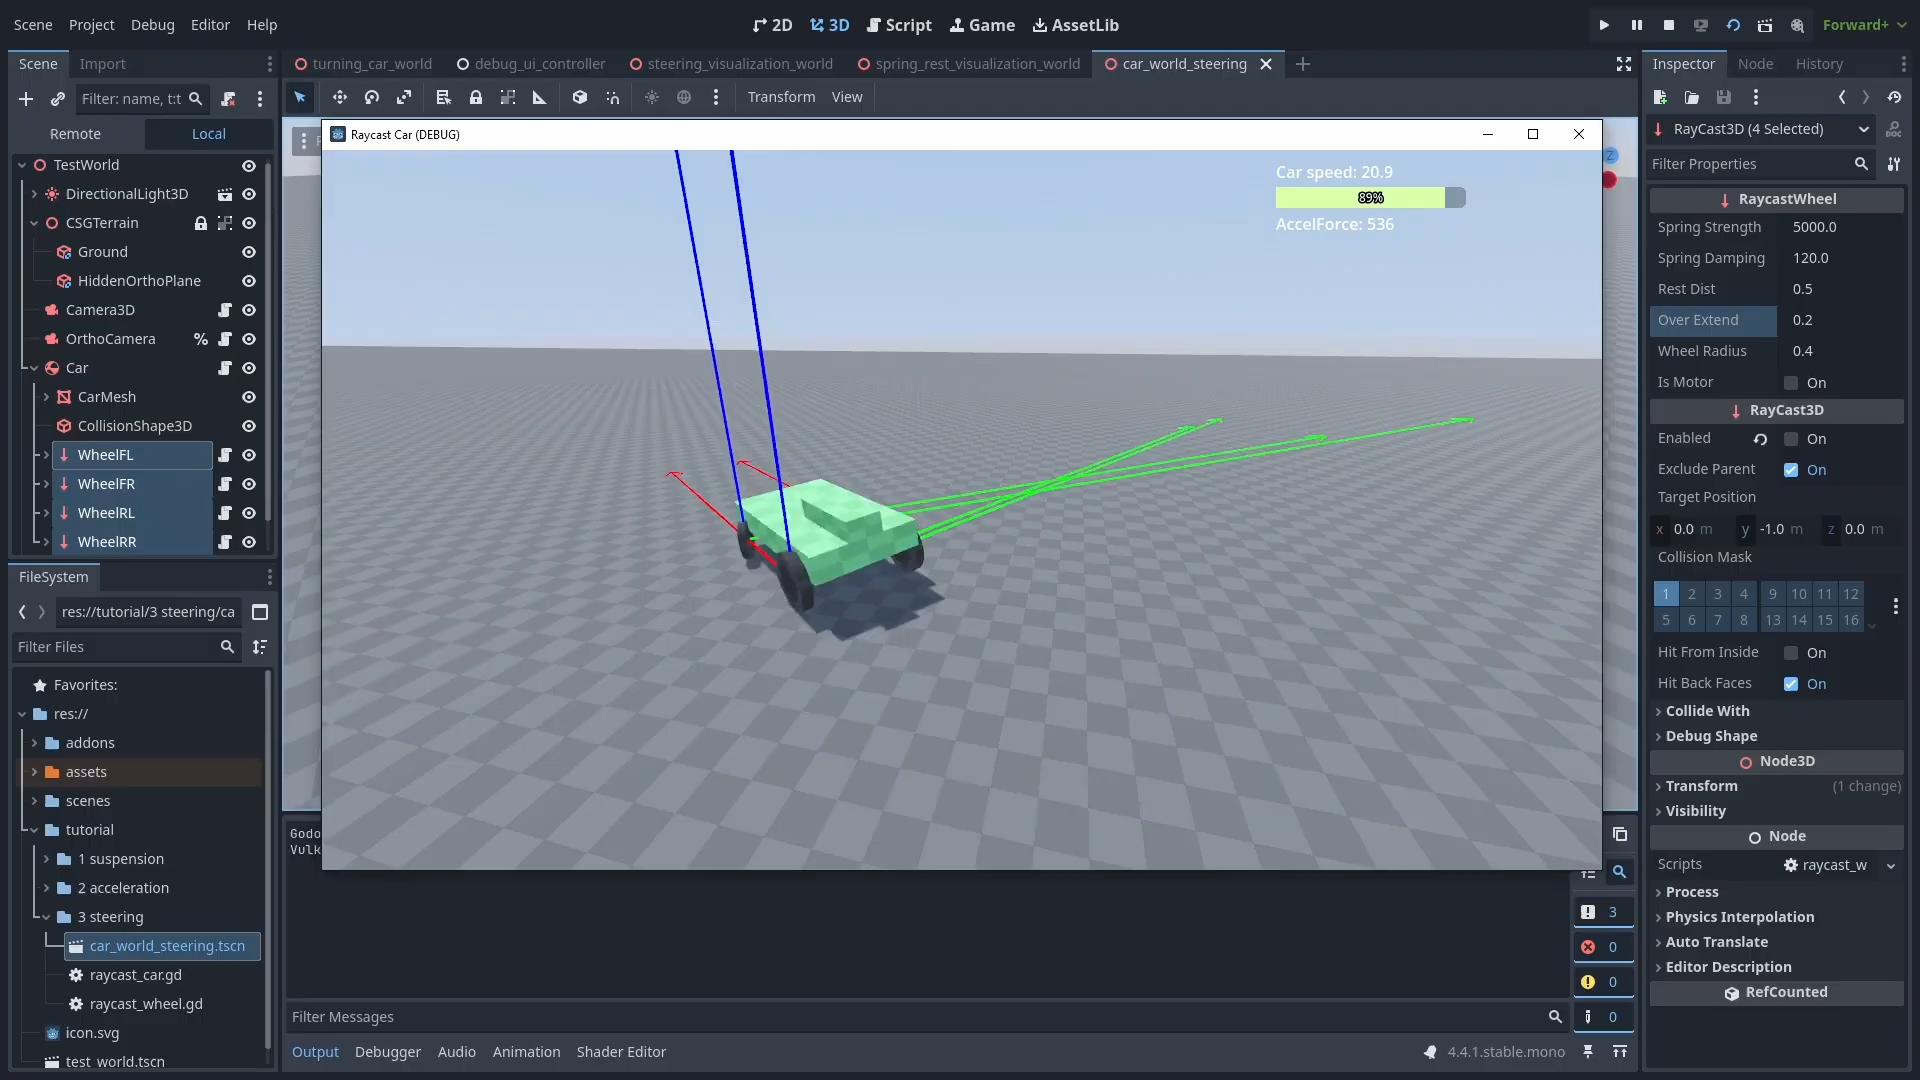 Scene Project Debug Editor Help
2D 3D Script Game AssetLib
Forward+
Scene Import
turning_car_world debug_ui_controller steering_visualization_world spring_rest_visualization_world car_world_steering
Inspector Node History
Filter: name, t:t
Transform View
Remote Local
Raycast Car (DEBUG)
RayCast3D (4 Selected)
DOC
Filter Properties
TestWorld
DirectionalLight3D
CSGTerrain
Ground
HiddenOrthoPlane
Camera3D
OrthoCamera %
Car
CarMesh
CollisionShape3D
WheelFL
WheelFR
WheelRL
WheelRR
Car speed: 20.9
89%
AccelForce: 536
Z
RaycastWheel
Spring Strength 5000.0
Spring Damping 120.0
Rest Dist 0.5
Over Extend 0.2
Wheel Radius 0.4
Is Motor On
RayCast3D
Enabled On
Exclude Parent On
Target Position
x 0.0 m y -1.0 m z 0.0 m
Collision Mask
1 2 3 4 9 10 11 12
5 6 7 8 13 14 15 16
Hit From Inside On
Hit Back Faces On
Collide With
Debug Shape
Node3D
Transform (1 change)
Visibility
Node
Scripts raycast_w
Process
Physics Interpolation
Auto Translate
Editor Description
RefCounted
FileSystem
res://tutorial/3 steering/ca
Filter Files
Favorites:
res://
addons
assets
scenes
tutorial
1 suspension
2 acceleration
3 steering
car_world_steering.tscn
raycast_car.gd
raycast_wheel.gd
icon.svg
test_world.tscn
Godo
Vulk
3
0
0
0
Filter Messages
Output Debugger Audio Animation Shader Editor
4.4.1.stable.mono